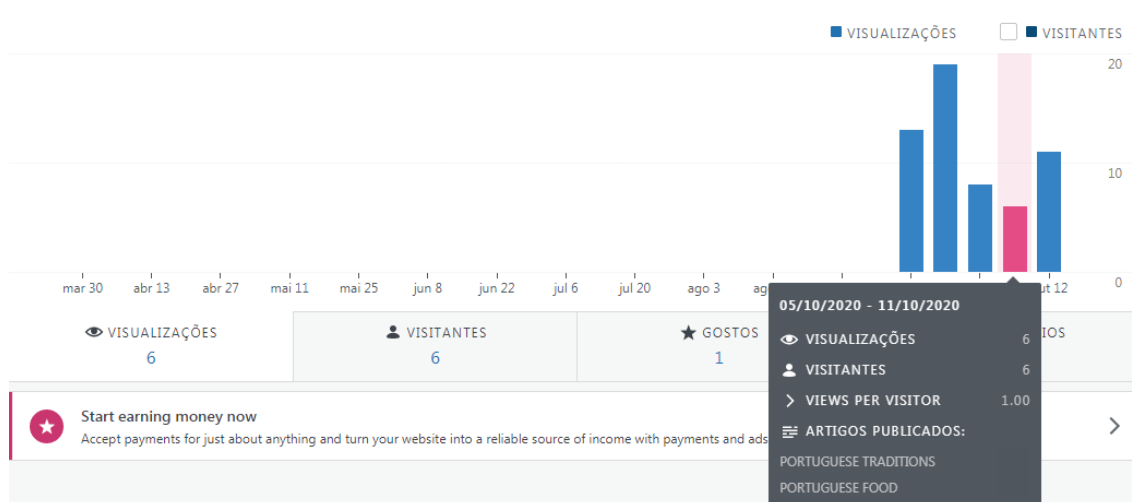 VISUALIZAÇÕES VISITANTES
20
10
0
mar 30 abr 13 abr 27 mai 11 mai 25 jun 8 jun 22 jul 6 jul 20 ago 3 12
VISUALIZAÇÕES VISITANTES GOSTOS
6 6 1
05/10/2020 - 11/10/2020
VISUALIZAÇÕES 6
VISITANTES 6
VIEWS PER VISITOR 1.00
ARTIGOS PUBLICADOS:
PORTUGUESE TRADITIONS
PORTUGUESE FOOD
Start earning money now
Accept payments for just about anything and turn your website into a reliable source of income with payments and ads